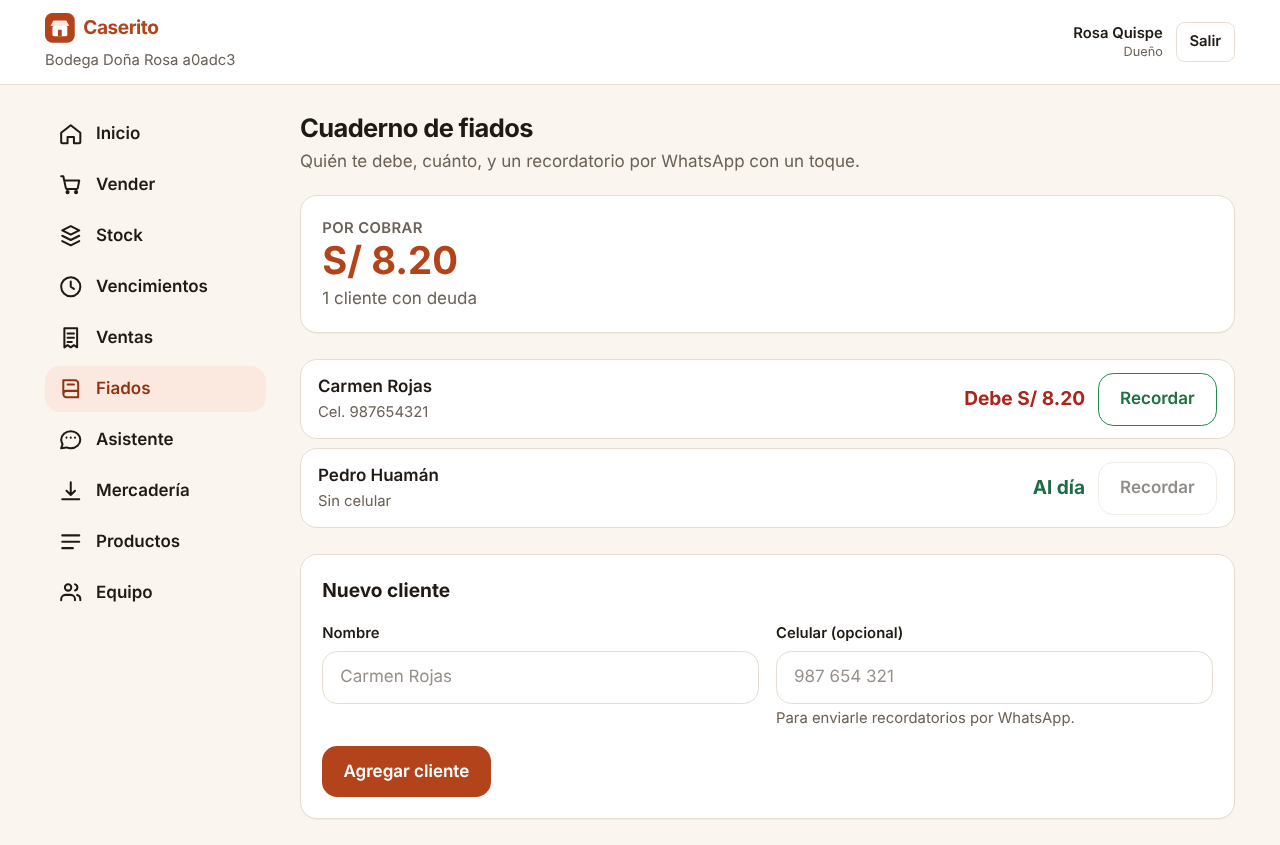 Caserito
Bodega Doña Rosa a0adc3
Rosa Quispe
Dueño
Salir
Inicio
Vender
Stock
Vencimientos
Ventas
Fiados
Asistente
Mercadería
Productos
Equipo
Cuaderno de fiados
Quién te debe, cuánto, y un recordatorio por WhatsApp con un toque.
POR COBRAR
S/ 8.20
1 cliente con deuda
Carmen Rojas
Cel. 987654321
Debe S/ 8.20
Recordar
Pedro Huamán
Sin celular
Al día
Recordar
Nuevo cliente
Nombre
Carmen Rojas
Celular (opcional)
987 654 321
Para enviarle recordatorios por WhatsApp.
Agregar cliente